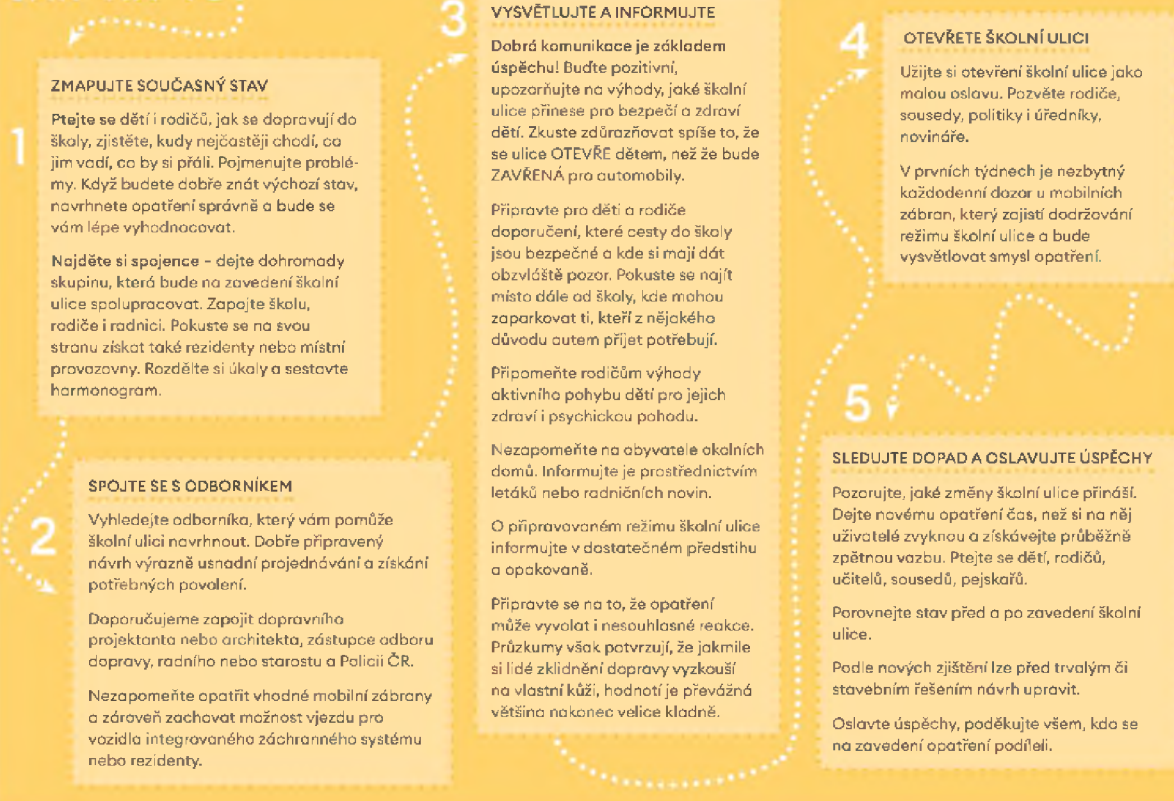 1
ZMAPUJTE SOUČASNÝ STAV
Ptejte se dětí i rodičů, jak se dopravují do
školy, zjistěte, kudy nejčastěji chodí, co
jim vadí, co by si přáli. Pojmenujte problé-
my. Když budete dobře znát výchozí stav,
navrhnete opatření správně a bude se
vám lépe vyhodnocovat.
Najděte si spojence – dejte dohromady
skupinu, která bude na zavedení školní
ulice spolupracovat. Zapojte školu,
rodiče i radnici. Pokuste se na svou
stranu získat také rezidenty nebo místní
provozovny. Rozdělte si úkoly a sestavte
harmonogram.
2
SPOJTE SE S ODBORNÍKEM
Vyhledejte odborníka, který vám pomůže
školní ulici navrhnout. Dobře připravený
návrh výrazně usnadní projednávání a získání
potřebných povolení.
Doporučujeme zapojit dopravního
projektanta nebo architekta, zástupce odboru
dopravy, radního nebo starostu a Policii ČR.
Nezapomeňte opatřit vhodné mobilní zábrany
a zároveň zachovat možnost vjezdu pro
vozidla integrovaného záchranného systému
nebo rezidenty.
3
VYSVĚTLUJTE A INFORMUJTE
Dobrá komunikace je základem
úspěchu! Buďte pozitivní,
upozorňujte na výhody, jaké školní
ulice přinese pro bezpečí a zdraví
dětí. Zkuste zdůrazňovat spíše to, že
se ulice OTEVŘE dětem, než že bude
ZAVŘENÁ pro automobily.
Připravte pro děti a rodiče
doporučení, které cesty do školy
jsou bezpečné a kde si mají dát
obzvláště pozor. Pokuste se najít
místo dále od školy, kde mohou
zaparkovat ti, kteří z nějakého
důvodu autem přijet potřebují.
Připomeňte rodičům výhody
aktivního pohybu dětí pro jejich
zdraví i psychickou pohodu.
Nezapomeňte na obyvatele okolních
domů. Informujte je prostřednictvím
letáků nebo radničních novin.
O připravovaném režimu školní ulice
informujte v dostatečném předstihu
a opakovaně.
Připravte se na to, že opatření
může vyvolat i nesouhlasné reakce.
Průzkumy však potvrzují, že jakmile
si lidé zklidnění dopravy vyzkouší
na vlastní kůži, hodnotí je převážná
většina nakonec velice kladně.
4
OTEVŘETE ŠKOLNÍ ULICI
Užijte si otevření školní ulice jako
malou oslavu. Pozvěte rodiče,
sousedy, politiky i úředníky,
novináře.
V prvních týdnech je nezbytný
každodenní dozor u mobilních
zábran, který zajistí dodržování
režimu školní ulice a bude
vysvětlovat smysl opatření.
5
SLEDUJTE DOPAD A OSLAVUJTE ÚSPĚCHY
Pozorujte, jaké změny školní ulice přináší.
Dejte novému opatření čas, než si na něj
uživatelé zvyknou a získávejte průběžně
zpětnou vazbu. Ptejte se dětí, rodičů,
učitelů, sousedů, pejskařů.
Porovnejte stav před a po zavedení školní
ulice.
Podle nových zjištění lze před trvalým či
stavebním řešením návrh upravit.
Oslavte úspěchy, poděkujte všem, kdo se
na zavedení opatření podíleli.